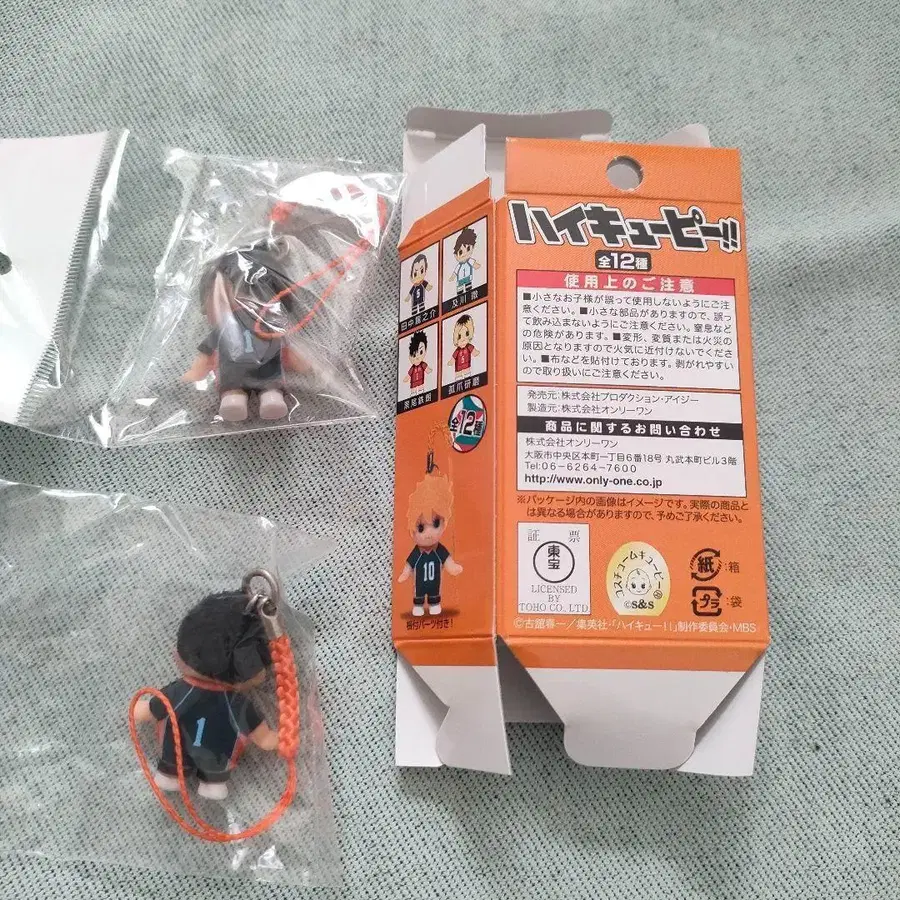 1
1
田中龍之介
及川 徹
黒尾鉄朗
孤爪研磨
全12種
10
根付パーツ付き!
ハイキューピー!!
全12種
使用上のご注意
■小さなお子様が誤って使用しないようにご注
意ください。■小さな部品がありますので、誤っ
て飲み込まないようにご注意ください。窒息など
の危険があります。■変形、変質または火災の
原因となりますので火気に近付けないでくださ
い。■布などを貼付けております。剥がれやすい
ので取り扱いにご注意ください。
発売元:株式会社プロダクション・アイジー
製造元:株式会社オンリーワン
商品に関するお問い合わせ
株式会社オンリーワン
大阪市中央区本町一丁目6番18号 丸武本町ビル3階
Tel:06-6264-7600
http://www.only-one.co.jp
※パッケージ内の画像はイメージです。実際の商品と
は異なる場合がありますので、予めご了承ください。
証 票
東宝
LICENSED
BY
TOHO CO., LTD
コスチュームキューピー
©S&S
紙:箱
プラ:袋
©古舘春一/集英社・「ハイキュー!!」製作委員会・MBS